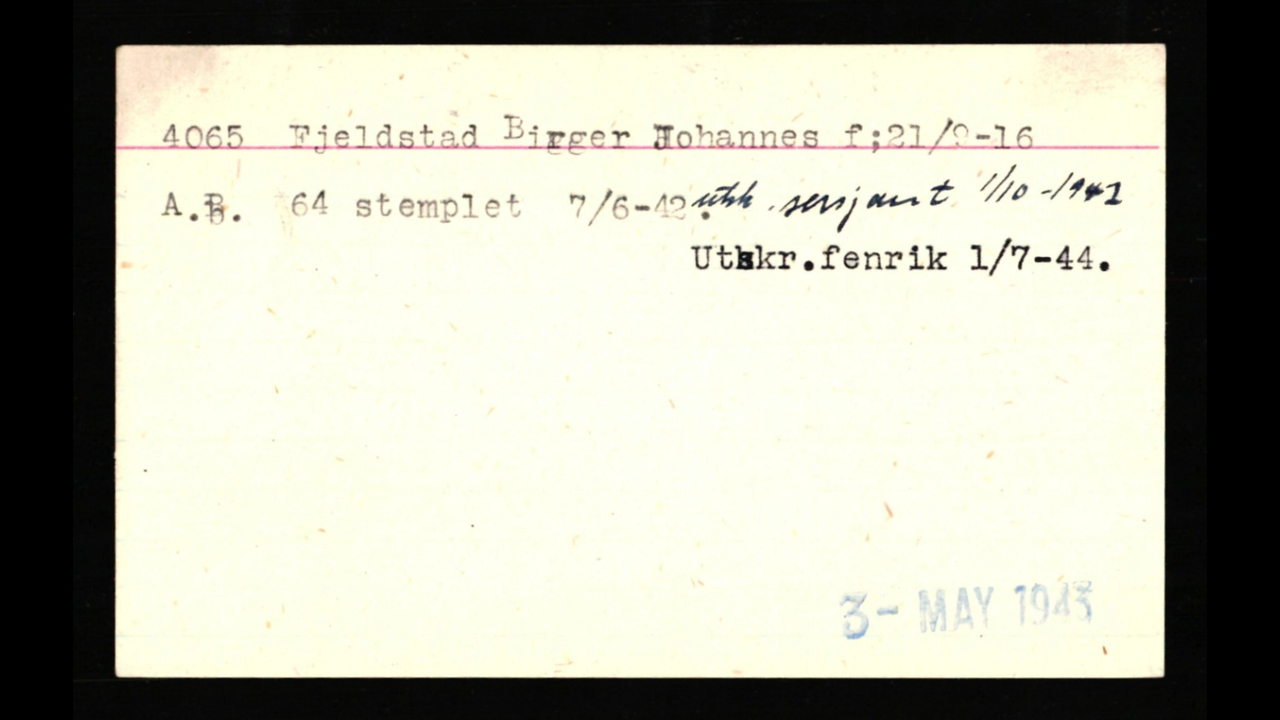 4065 Fjeldstad Birger Johannes f;21/9-16
A.B. 64 stemplet 7/6-42. utsk. sersjant 1/10-1942
Utskr.fenrik 1/7-44.
3- MAY 1943